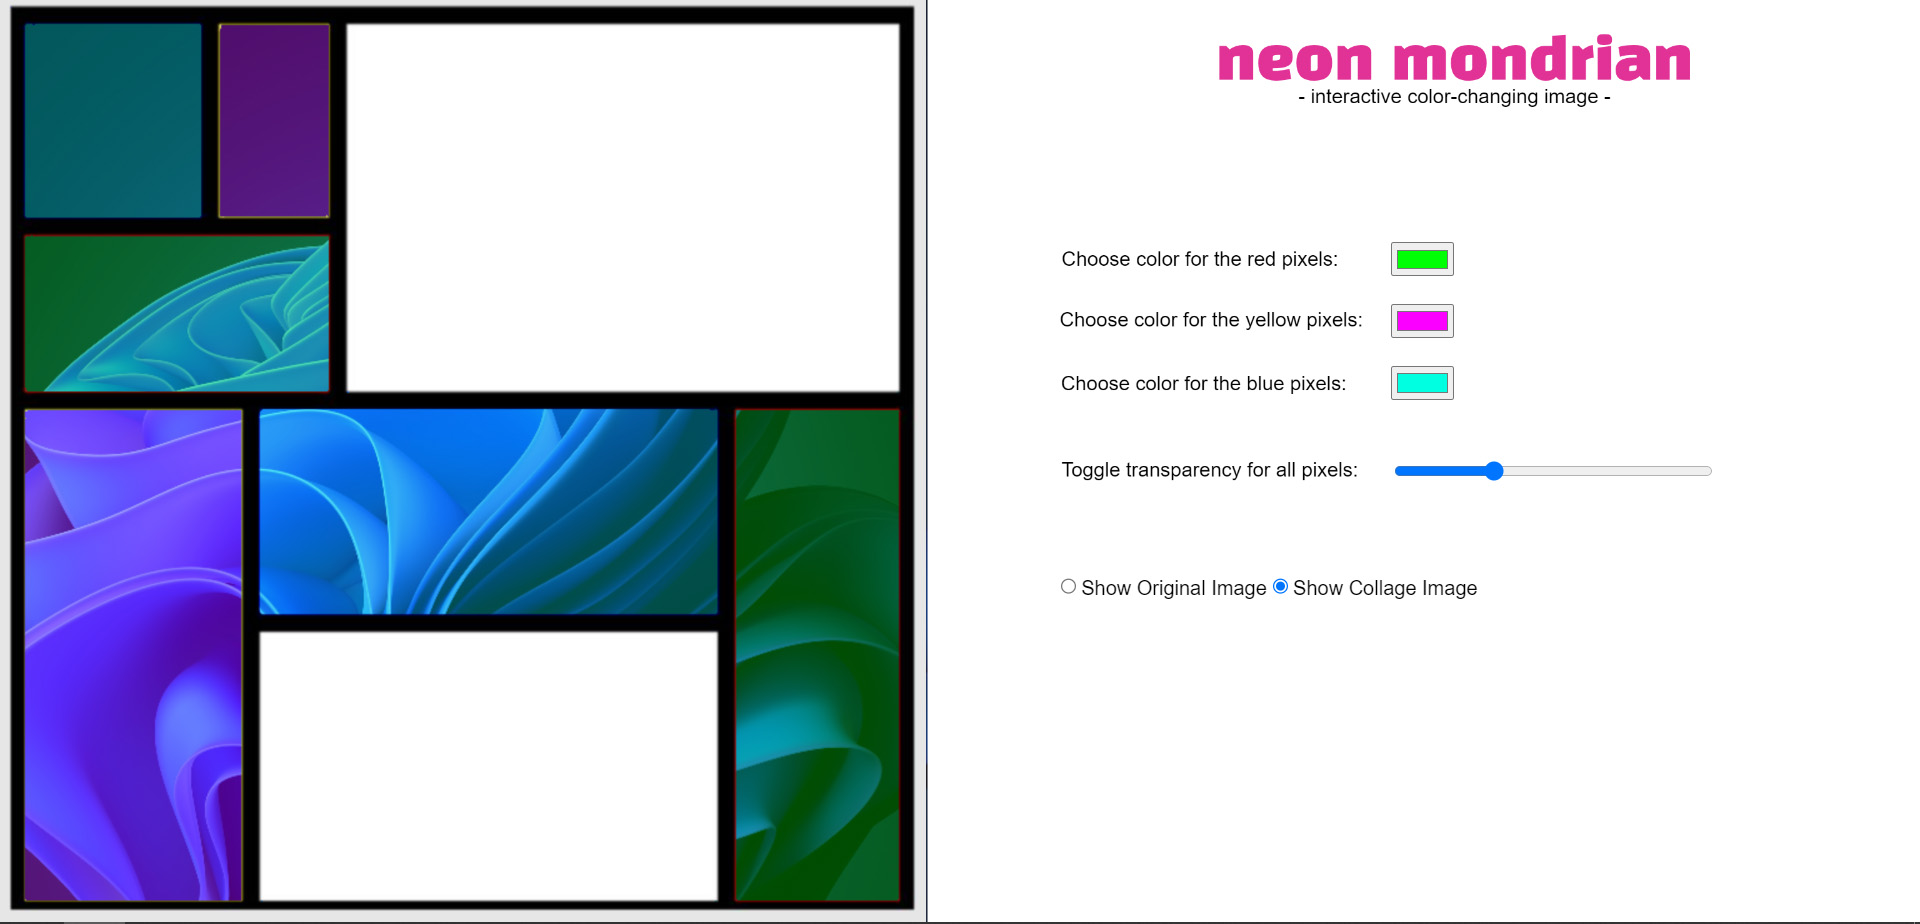 neon mondrian
- interactive color-changing image -
Choose color for the red pixels:
Choose color for the yellow pixels:
Choose color for the blue pixels:
Toggle transparency for all pixels:
Show Original Image Show Collage Image